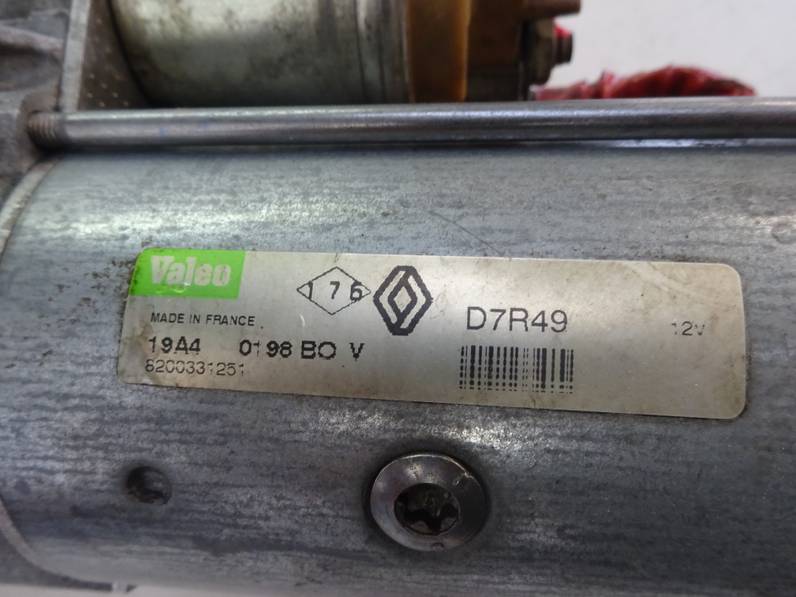 Valeo
176
D7R49
12V
MADE IN FRANCE
19A4 0198 BO V
8200331251